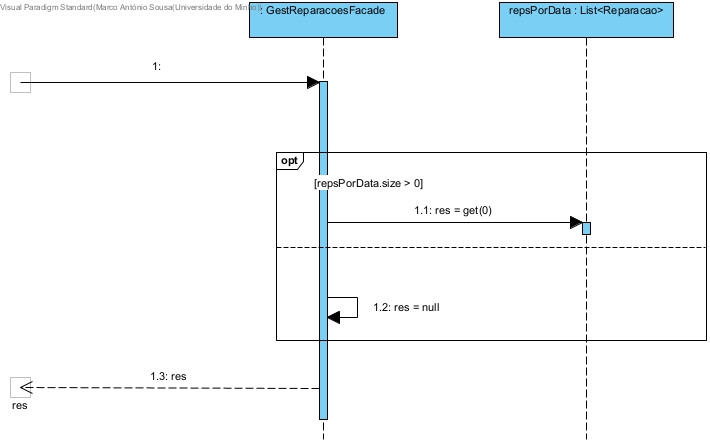 Visual Paradigm Standard(Marco António Sousa(Universidade do Minho))
: GestReparacoesFacade
repsPorData : List<Reparacao>
1:
opt
[repsPorData.size > 0]
1.1: res = get(0)
1.2: res = null
1.3: res
res